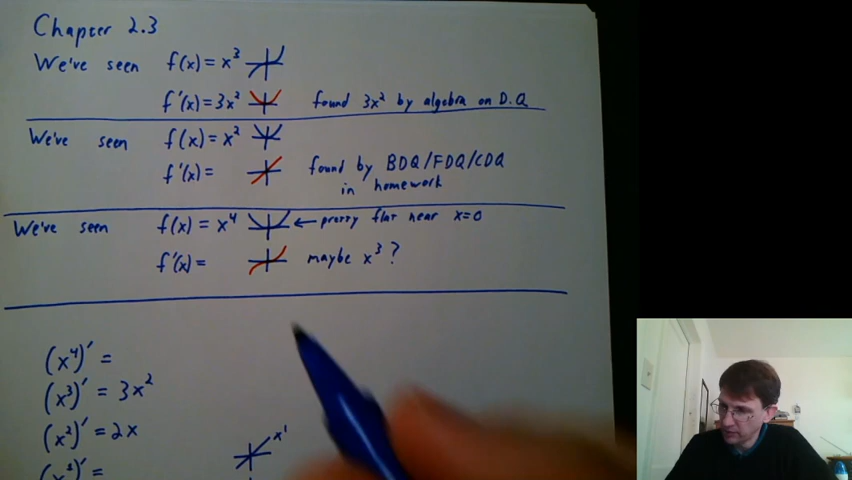 Chapter 2.3
We've seen f(x) = x³
f'(x) = 3x² found 3x² by algebra on D.Q
We've seen f(x) = x²
f'(x) = found by BDQ/FDQ/CDQ
in homework
We've seen f(x) = x⁴ ← pretty flat near x=0
f'(x) = maybe x³?
(x⁴)' =
(x³)' = 3x²
(x²)' = 2x
x¹